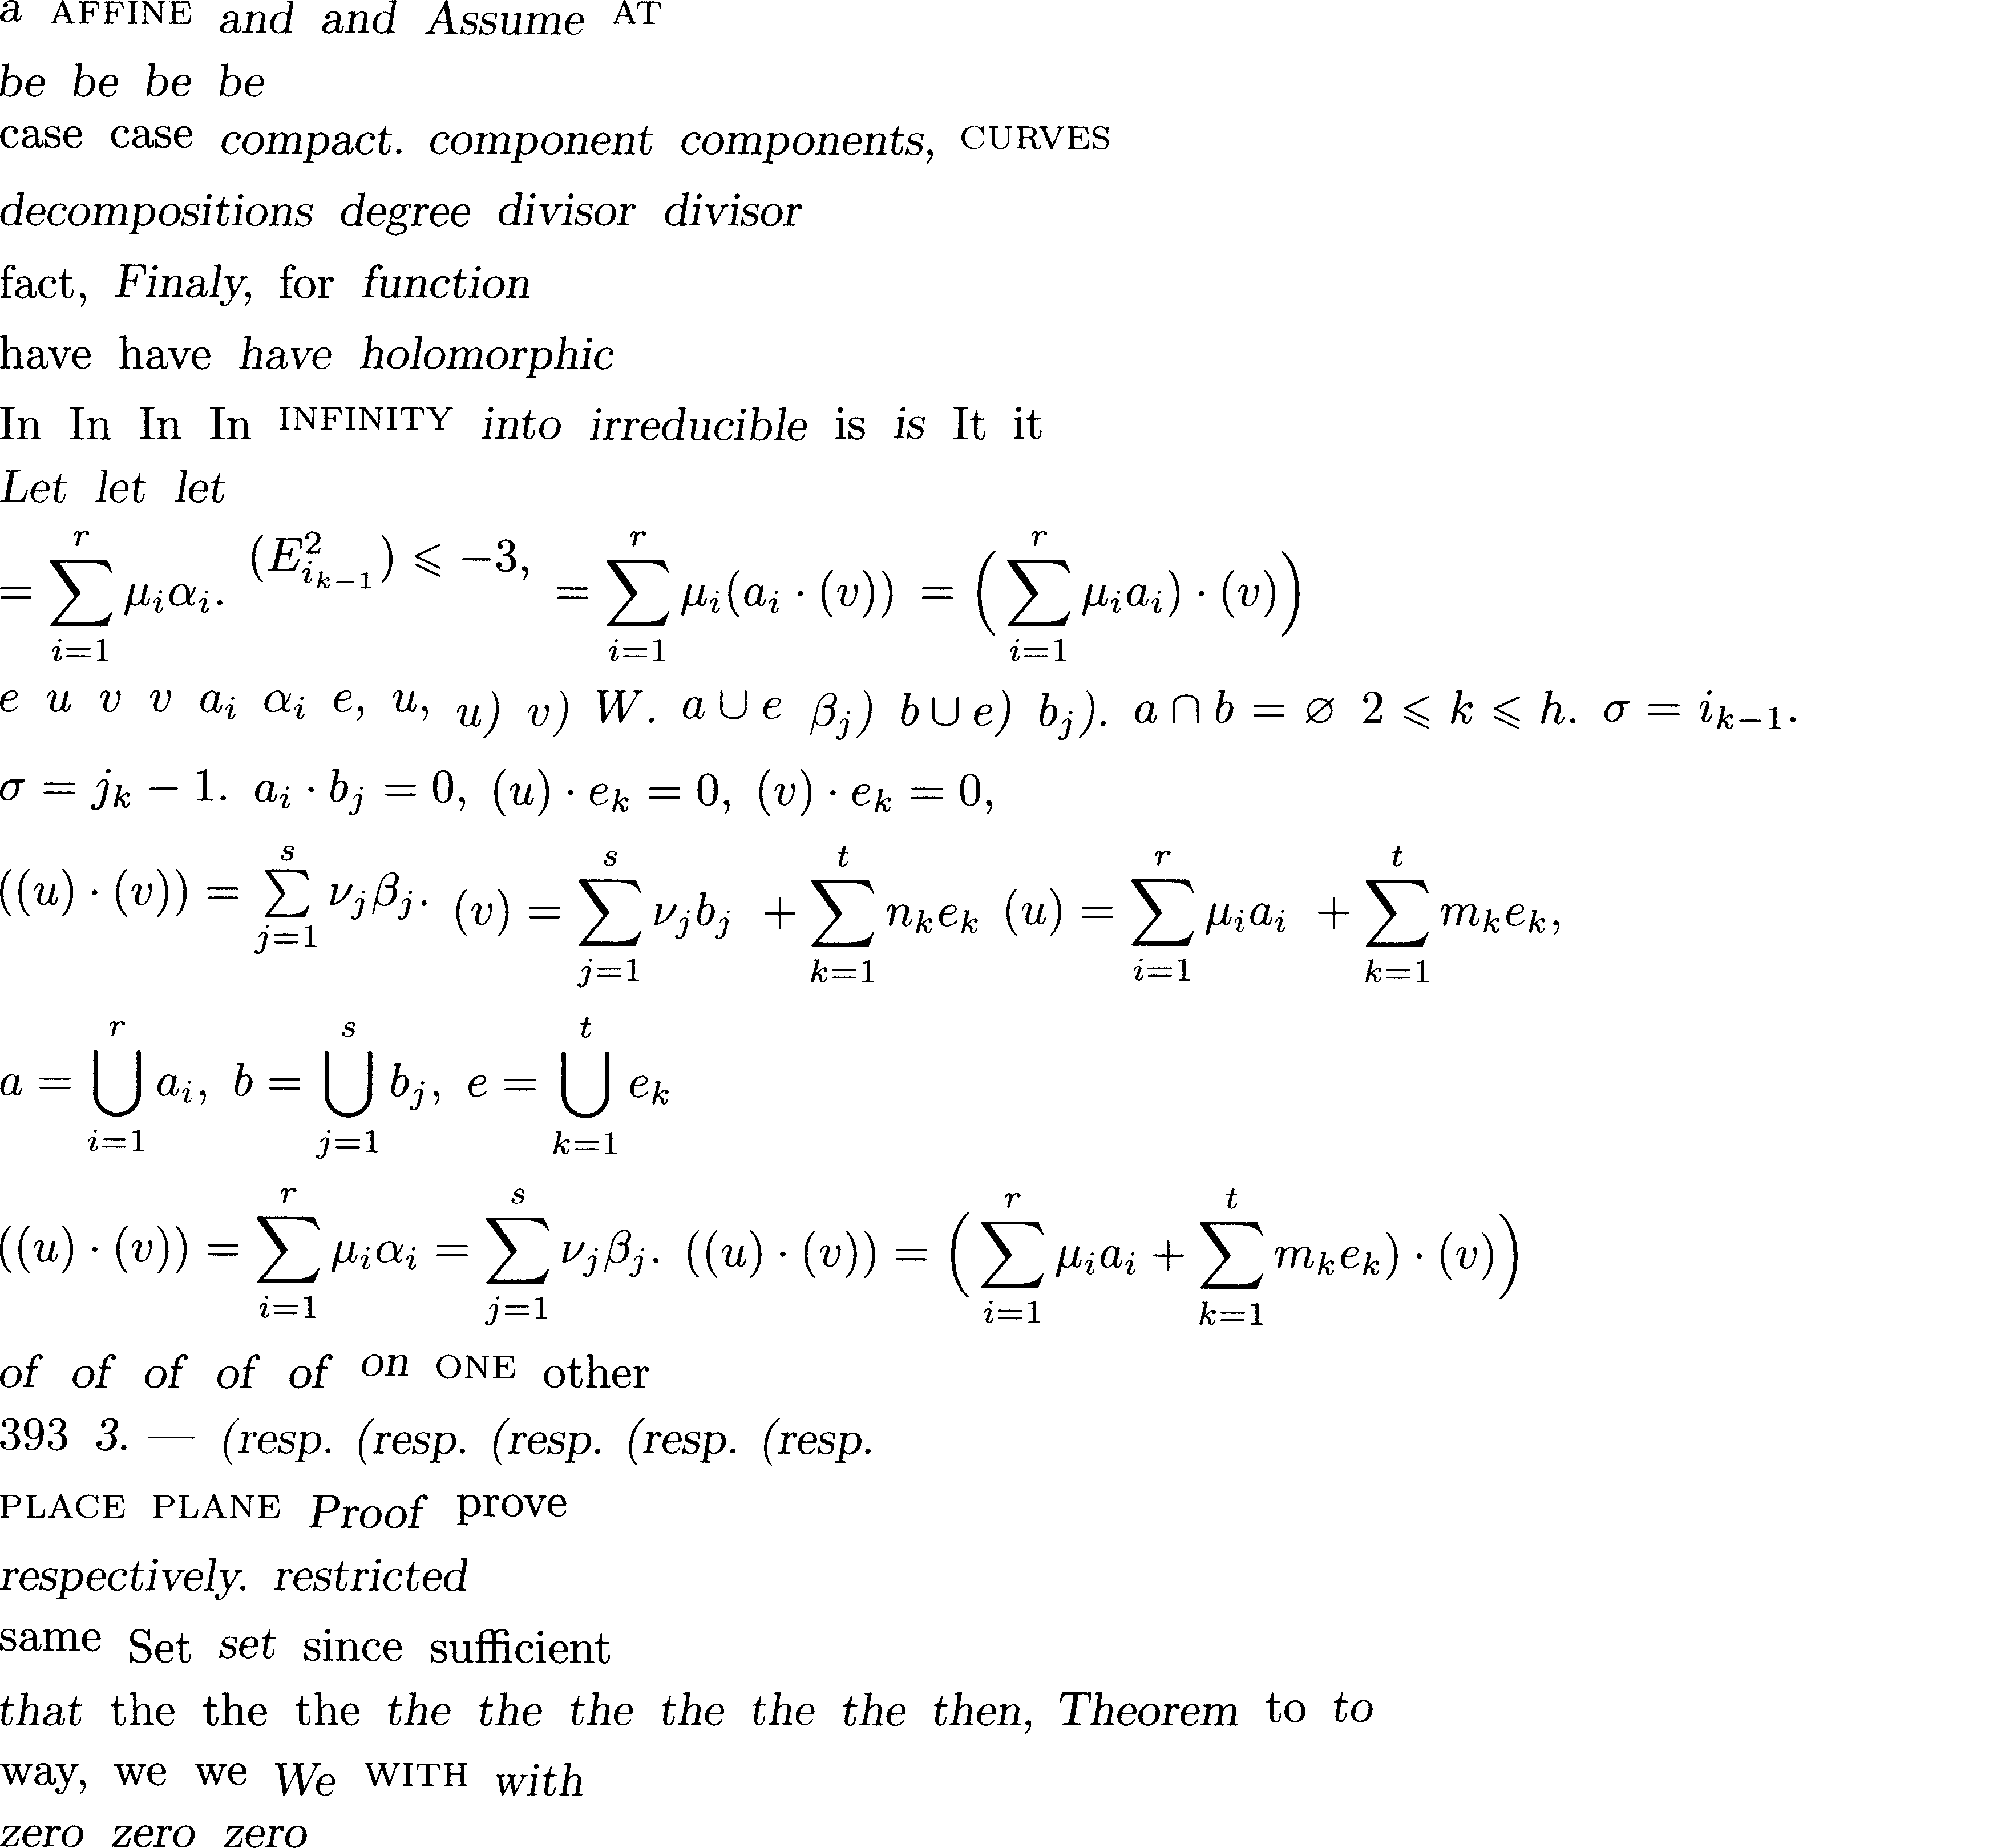 a AFFINE and and Assume AT
be be be be
case case compact. component components, CURVES
decompositions degree divisor divisor
fact, Finaly, for function
have have have holomorphic
In In In In INFINITY into irreducible is is It it
Let let let
$= \sum_{i=1}^{r} \mu_i \alpha_i.$ $(E_{i_{k-1}}^2) \leqslant -3,$ $= \sum_{i=1}^{r} \mu_i (a_i \cdot (v))$ $= \Big( \sum_{i=1}^{r} \mu_i a_i) \cdot (v) \Big)$
e u v v $a_i$ $\alpha_i$ e, u, u) v) W. $a \cup e$ $\beta_j)$ $b \cup e)$ $b_j).$ $a \cap b = \varnothing$ $2 \leqslant k \leqslant h.$ $\sigma = i_{k-1}.$
$\sigma = j_k - 1.$ $a_i \cdot b_j = 0,$ $(u) \cdot e_k = 0,$ $(v) \cdot e_k = 0,$
$((u) \cdot (v)) = \sum_{j=1}^{s} \nu_j \beta_j.$ $(v) = \sum_{j=1}^{s} \nu_j b_j$ $+ \sum_{k=1}^{t} n_k e_k$ $(u) = \sum_{i=1}^{r} \mu_i a_i$ $+ \sum_{k=1}^{t} m_k e_k,$
$a = \bigcup_{i=1}^{r} a_i,$ $b = \bigcup_{j=1}^{s} b_j,$ $e = \bigcup_{k=1}^{t} e_k$
$((u) \cdot (v)) = \sum_{i=1}^{r} \mu_i \alpha_i = \sum_{j=1}^{s} \nu_j \beta_j.$ $((u) \cdot (v)) = \Big( \sum_{i=1}^{r} \mu_i a_i + \sum_{k=1}^{t} m_k e_k) \cdot (v) \Big)$
of of of of of on ONE other
393 3. — (resp. (resp. (resp. (resp. (resp.
PLACE PLANE Proof prove
respectively. restricted
same Set set since sufficient
that the the the the the the the the the then, Theorem to to
way, we we We WITH with
zero zero zero